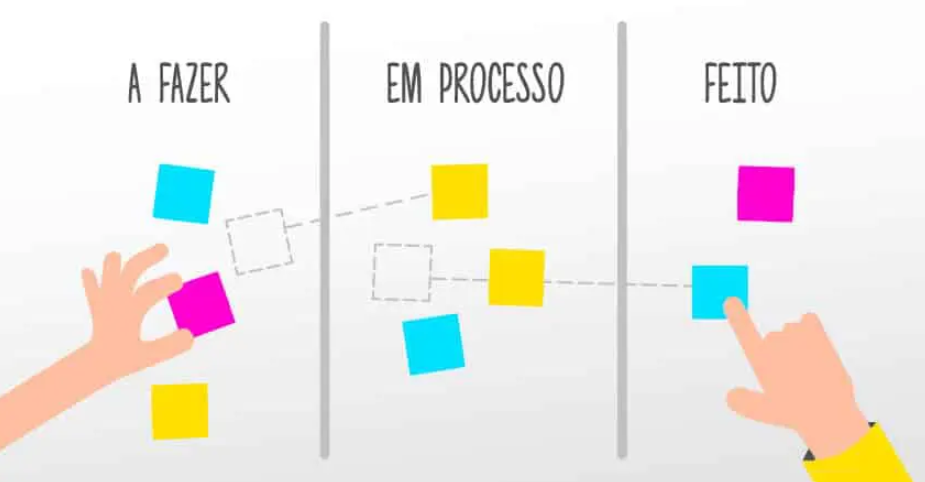 A FAZER
EM PROCESSO
FEITO